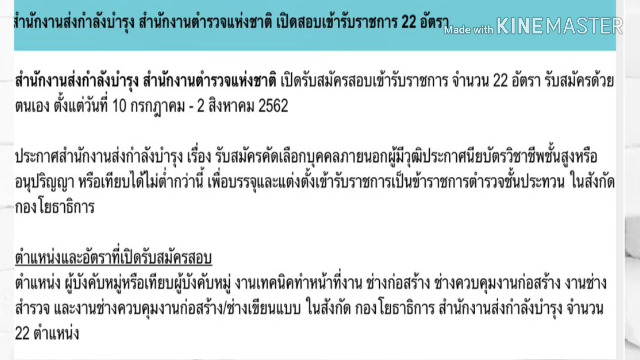 สำนักงานส่งกำลังบำรุง สำนักงานตำรวจแห่งชาติ เปิดสอบเข้ารับราชการ 22 อัตรา
Made with KINEMASTER
สำนักงานส่งกำลังบำรุง สำนักงานตำรวจแห่งชาติ เปิดรับสมัครสอบเข้ารับราชการ จำนวน 22 อัตรา รับสมัครด้วย
ตนเอง ตั้งแต่วันที่ 10 กรกฎาคม - 2 สิงหาคม 2562
ประกาศสำนักงานส่งกำลังบำรุง เรื่อง รับสมัครคัดเลือกบุคคลภายนอกผู้มีวุฒิประกาศนียบัตรวิชาชีพชั้นสูงหรือ
อนุปริญญา หรือเทียบได้ไม่ต่ำกว่านี้ เพื่อบรรจุและแต่งตั้งเข้ารับราชการเป็นข้าราชการตำรวจชั้นประทวน ในสังกัด
กองโยธาธิการ
ตำแหน่งและอัตราที่เปิดรับสมัครสอบ
ตำแหน่ง ผู้บังคับหมู่หรือเทียบผู้บังคับหมู่ งานเทคนิคทำหน้าที่งาน ช่างก่อสร้าง ช่างควบคุมงานก่อสร้าง งานช่าง
สำรวจ และงานช่างควบคุมงานก่อสร้าง/ช่างเขียนแบบ ในสังกัด กองโยธาธิการ สำนักงานส่งกำลังบำรุง จำนวน
22 ตำแหน่ง